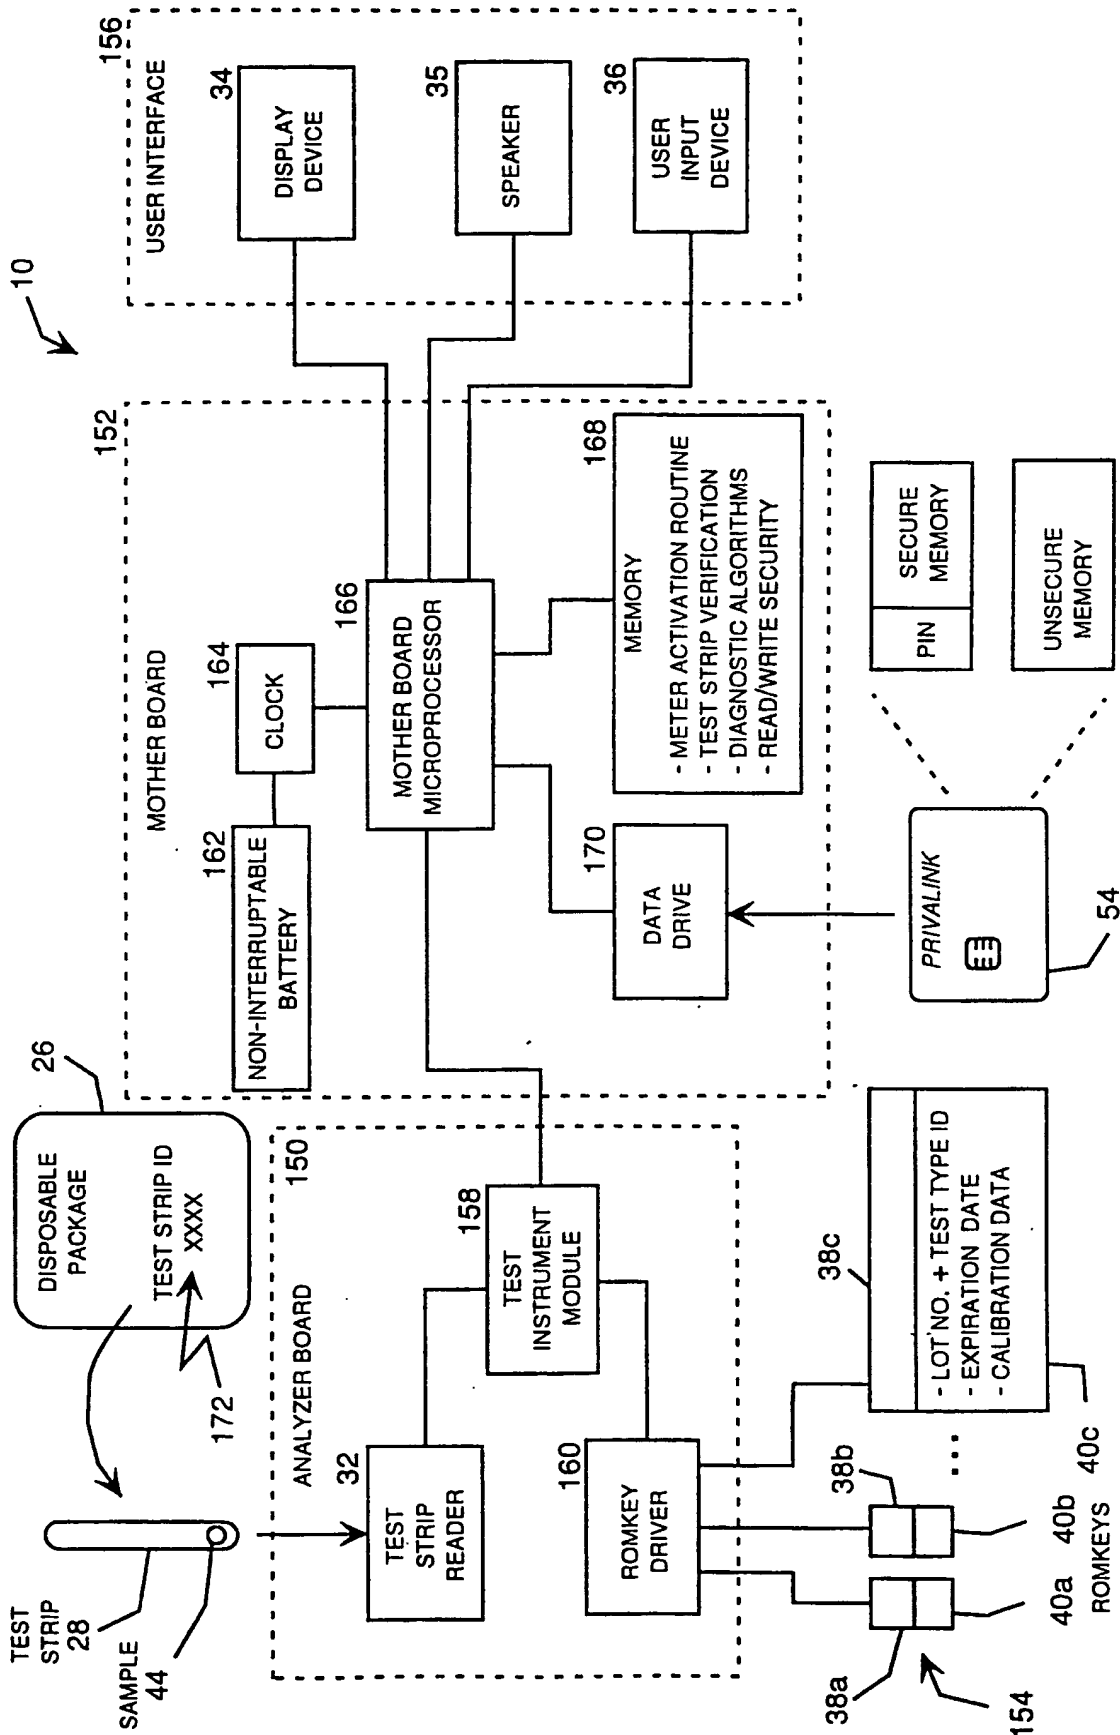 10
TEST
STRIP
28
SAMPLE
44
DISPOSABLE
PACKAGE
26
TEST STRIP ID
XXXX
172
ANALYZER BOARD
150
32
TEST
STRIP
READER
158
TEST
INSTRUMENT
MODULE
160
ROMKEY
DRIVER
38a
38b
38c
- LOT NO. + TEST TYPE ID
- EXPIRATION DATE
- CALIBRATION DATA
...
40a
40b
40c
ROMKEYS
154
MOTHER BOARD
152
162
NON-INTERRUPTABLE
BATTERY
164
CLOCK
166
MOTHER BOARD
MICROPROCESSOR
168
MEMORY
- METER ACTIVATION ROUTINE
- TEST STRIP VERIFICATION
- DIAGNOSTIC ALGORITHMS
- READ/WRITE SECURITY
170
DATA
DRIVE
PRIVALINK
54
PIN
SECURE
MEMORY
UNSECURE
MEMORY
USER INTERFACE
156
34
DISPLAY
DEVICE
35
SPEAKER
36
USER
INPUT
DEVICE